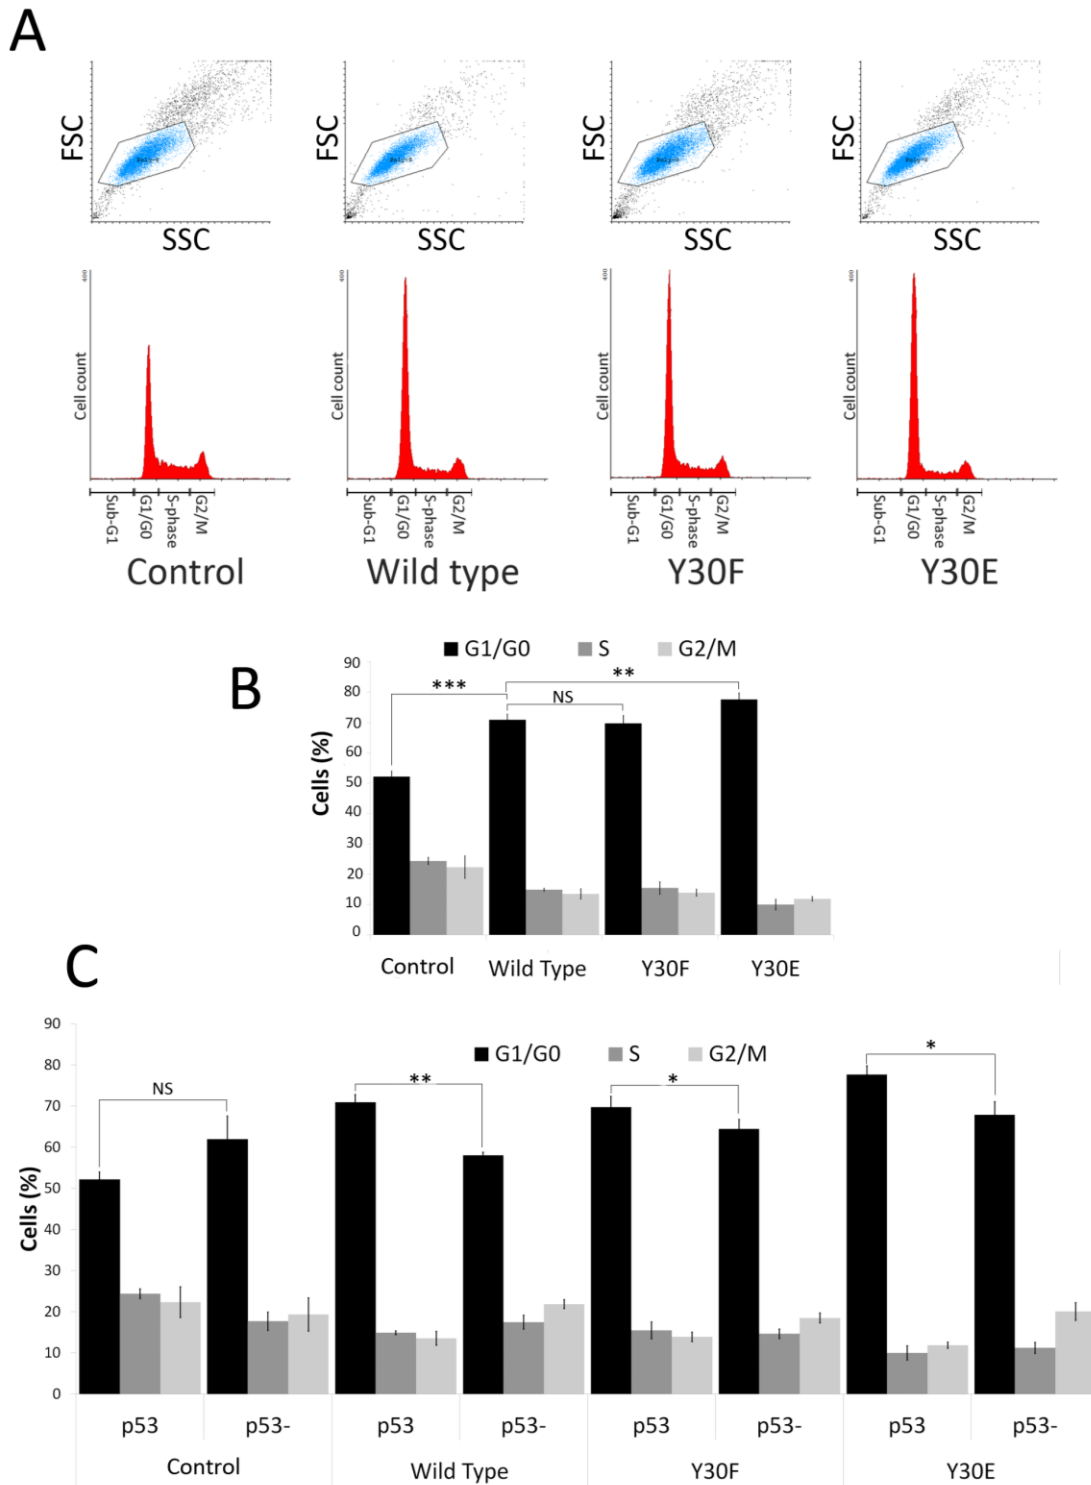 A
FSC FSC FSC FSC
SSC SSC SSC SSC
400 400 400 400
Cell count Cell count Cell count Cell count
Sub-G1 G1/G0 S-phase G2/M Sub-G1 G1/G0 S-phase G2/M Sub-G1 G1/G0 S-phase G2/M Sub-G1 G1/G0 S-phase G2/M
Control Wild type Y30F Y30E
B
G1/G0 S G2/M
90
80
70
60
50
40
30
20
10
0
Cells (%)
*** ** NS
Control Wild Type Y30F Y30E
C
G1/G0 S G2/M
90
80
70
60
50
40
30
20
10
0
Cells (%)
NS ** * *
p53 p53- p53 p53- p53 p53- p53 p53-
Control Wild Type Y30F Y30E